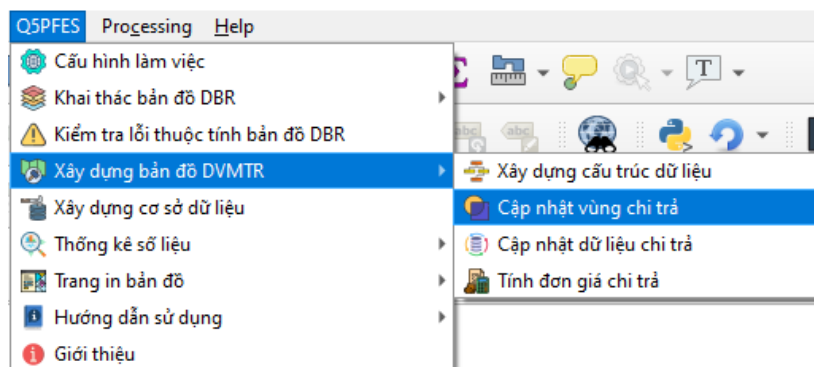 Q5PFES Processing Help
Cấu hình làm việc
Khai thác bản đồ DBR
Kiểm tra lỗi thuộc tính bản đồ DBR
abc abc
Xây dựng bản đồ DVMTR
Xây dựng cấu trúc dữ liệu
Xây dựng cơ sở dữ liệu
Cập nhật vùng chi trả
Thống kê số liệu
Cập nhật dữ liệu chi trả
Trang in bản đồ
Tính đơn giá chi trả
Hướng dẫn sử dụng
Giới thiệu